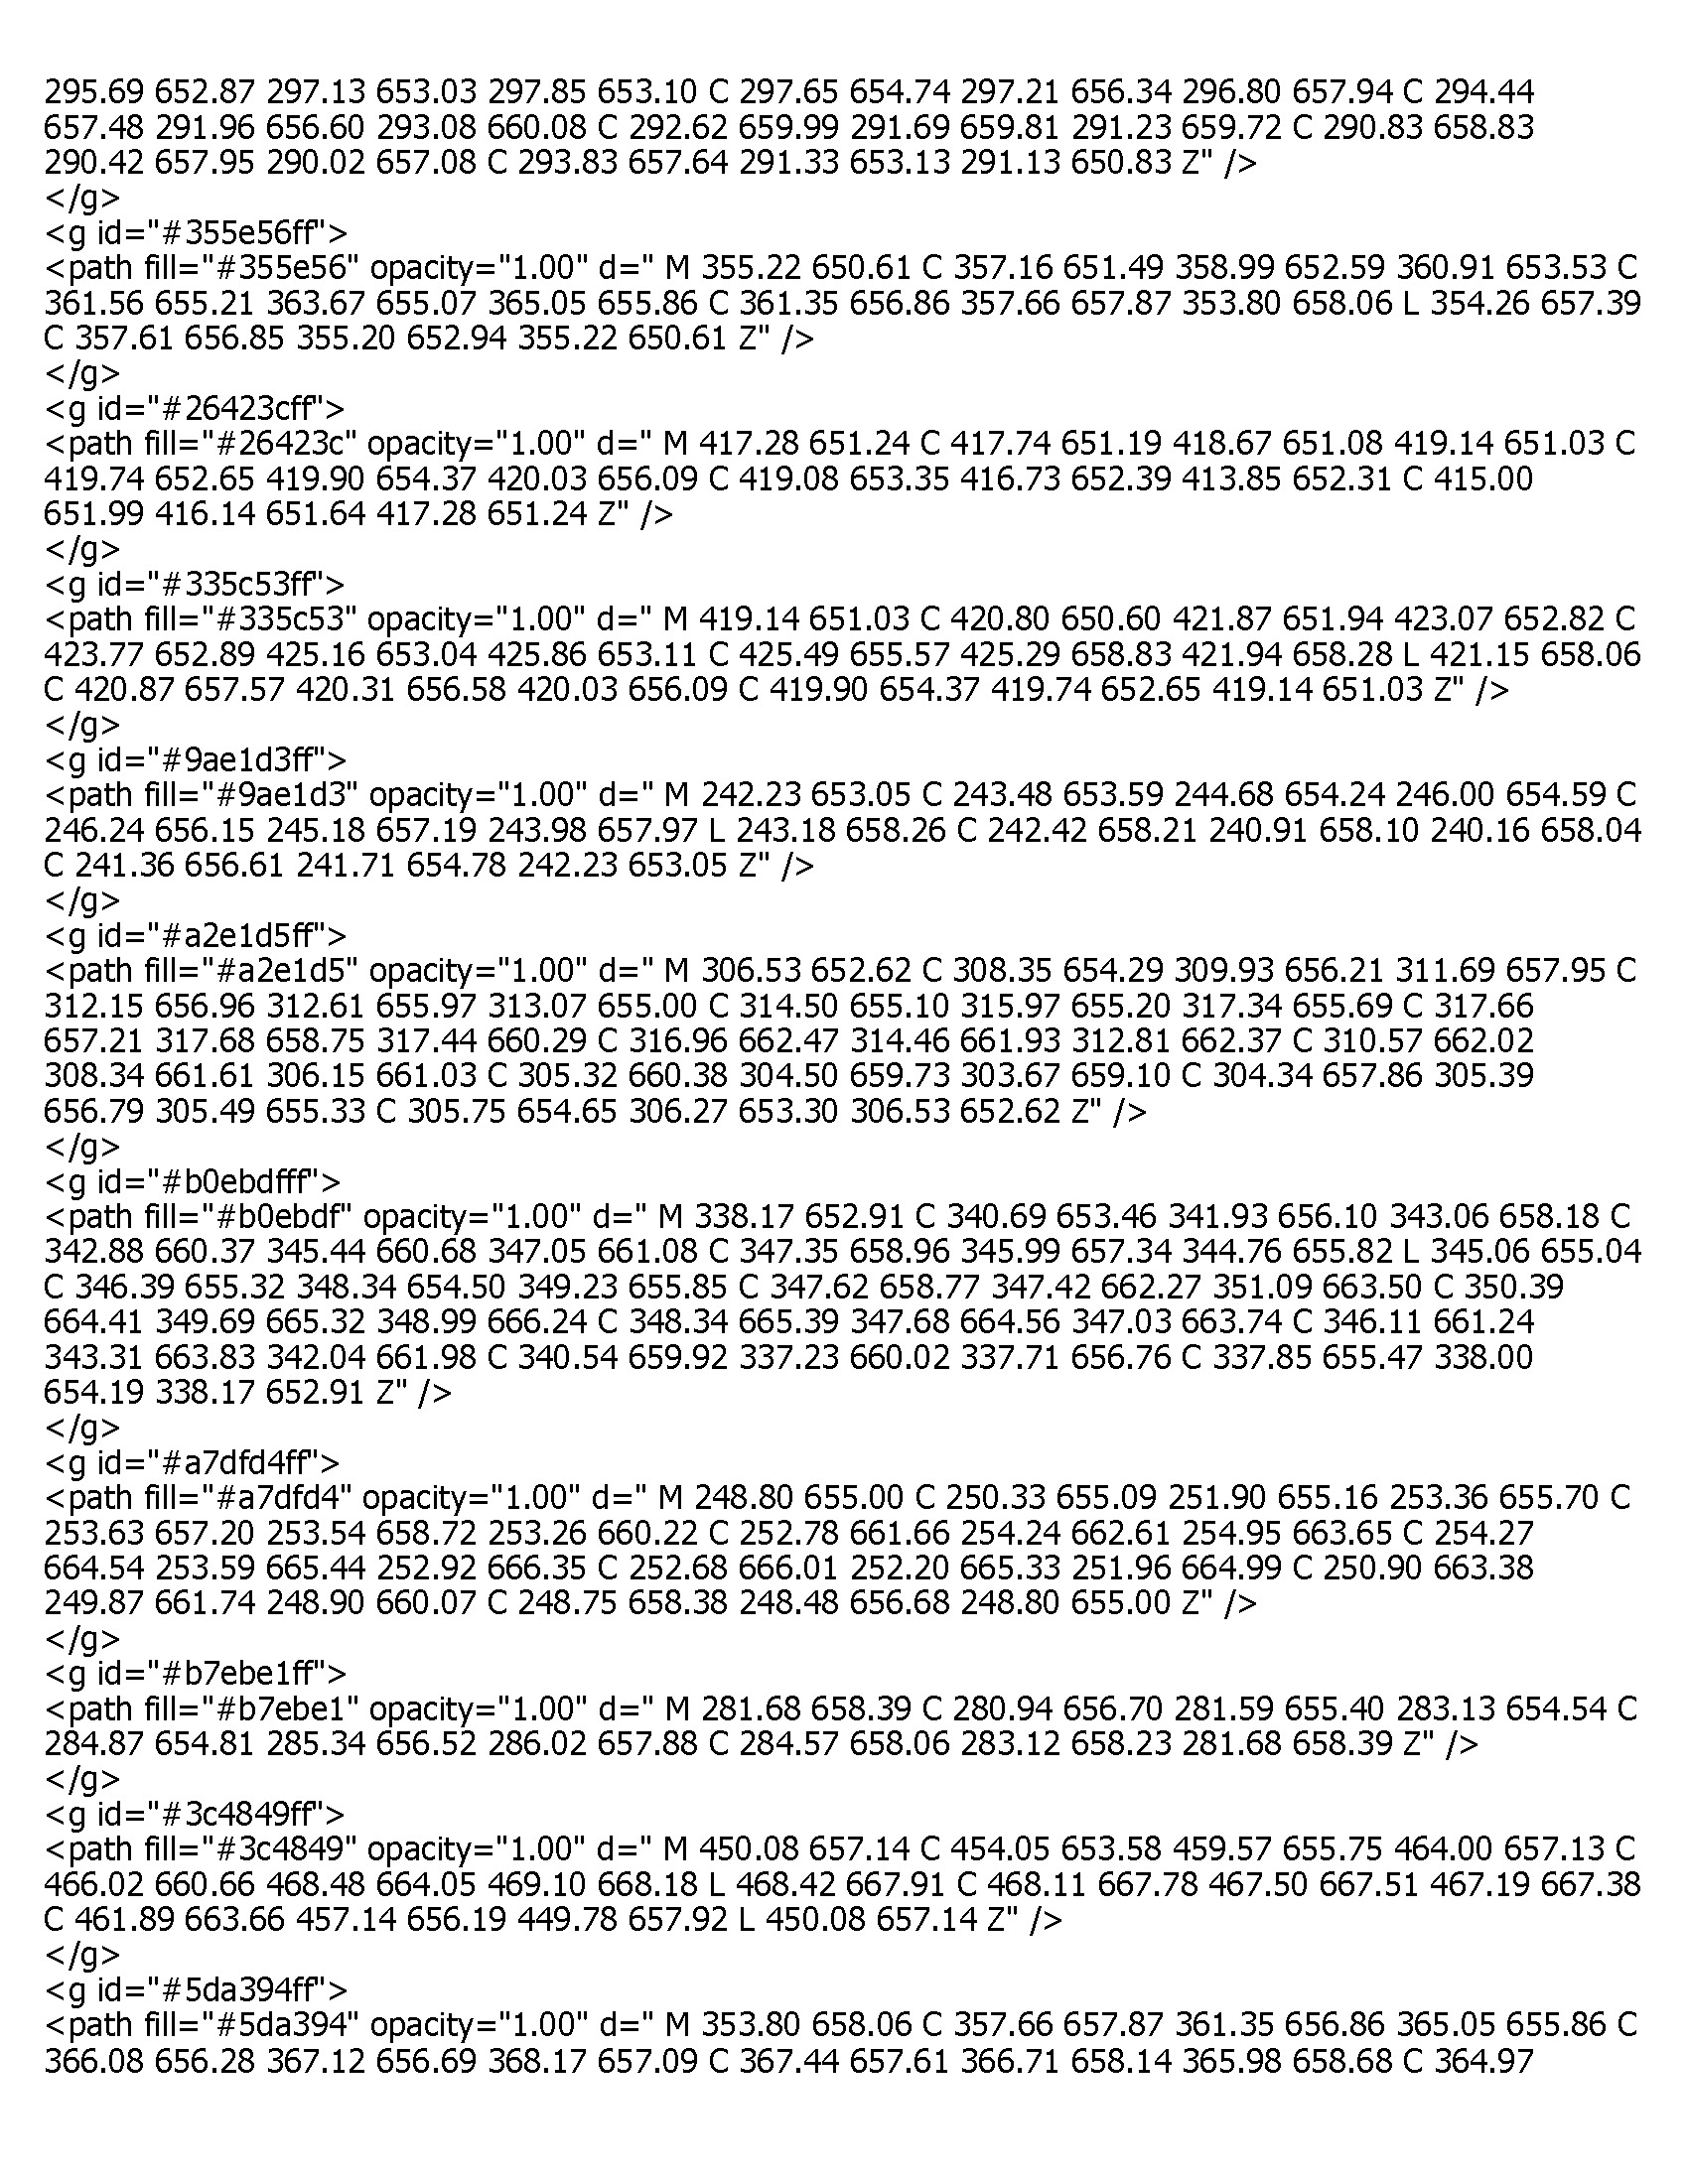 295.69 652.87 297.13 653.03 297.85 653.10 C 297.65 654.74 297.21 656.34 296.80 657.94 C 294.44
657.48 291.96 656.60 293.08 660.08 C 292.62 659.99 291.69 659.81 291.23 659.72 C 290.83 658.83
290.42 657.95 290.02 657.08 C 293.83 657.64 291.33 653.13 291.13 650.83 Z" />
</g>
<g id="#355e56ff">
<path fill="#355e56" opacity="1.00" d=" M 355.22 650.61 C 357.16 651.49 358.99 652.59 360.91 653.53 C
361.56 655.21 363.67 655.07 365.05 655.86 C 361.35 656.86 357.66 657.87 353.80 658.06 L 354.26 657.39
C 357.61 656.85 355.20 652.94 355.22 650.61 Z" />
</g>
<g id="#26423cff">
<path fill="#26423c" opacity="1.00" d=" M 417.28 651.24 C 417.74 651.19 418.67 651.08 419.14 651.03 C
419.74 652.65 419.90 654.37 420.03 656.09 C 419.08 653.35 416.73 652.39 413.85 652.31 C 415.00
651.99 416.14 651.64 417.28 651.24 Z" />
</g>
<g id="#335c53ff">
<path fill="#335c53" opacity="1.00" d=" M 419.14 651.03 C 420.80 650.60 421.87 651.94 423.07 652.82 C
423.77 652.89 425.16 653.04 425.86 653.11 C 425.49 655.57 425.29 658.83 421.94 658.28 L 421.15 658.06
C 420.87 657.57 420.31 656.58 420.03 656.09 C 419.90 654.37 419.74 652.65 419.14 651.03 Z" />
</g>
<g id="#9ae1d3ff">
<path fill="#9ae1d3" opacity="1.00" d=" M 242.23 653.05 C 243.48 653.59 244.68 654.24 246.00 654.59 C
246.24 656.15 245.18 657.19 243.98 657.97 L 243.18 658.26 C 242.42 658.21 240.91 658.10 240.16 658.04
C 241.36 656.61 241.71 654.78 242.23 653.05 Z" />
</g>
<g id="#a2e1d5ff">
<path fill="#a2e1d5" opacity="1.00" d=" M 306.53 652.62 C 308.35 654.29 309.93 656.21 311.69 657.95 C
312.15 656.96 312.61 655.97 313.07 655.00 C 314.50 655.10 315.97 655.20 317.34 655.69 C 317.66
657.21 317.68 658.75 317.44 660.29 C 316.96 662.47 314.46 661.93 312.81 662.37 C 310.57 662.02
308.34 661.61 306.15 661.03 C 305.32 660.38 304.50 659.73 303.67 659.10 C 304.34 657.86 305.39
656.79 305.49 655.33 C 305.75 654.65 306.27 653.30 306.53 652.62 Z" />
</g>
<g id="#b0ebdfff">
<path fill="#b0ebdf" opacity="1.00" d=" M 338.17 652.91 C 340.69 653.46 341.93 656.10 343.06 658.18 C
342.88 660.37 345.44 660.68 347.05 661.08 C 347.35 658.96 345.99 657.34 344.76 655.82 L 345.06 655.04
C 346.39 655.32 348.34 654.50 349.23 655.85 C 347.62 658.77 347.42 662.27 351.09 663.50 C 350.39
664.41 349.69 665.32 348.99 666.24 C 348.34 665.39 347.68 664.56 347.03 663.74 C 346.11 661.24
343.31 663.83 342.04 661.98 C 340.54 659.92 337.23 660.02 337.71 656.76 C 337.85 655.47 338.00
654.19 338.17 652.91 Z" />
</g>
<g id="#a7dfd4ff">
<path fill="#a7dfd4" opacity="1.00" d=" M 248.80 655.00 C 250.33 655.09 251.90 655.16 253.36 655.70 C
253.63 657.20 253.54 658.72 253.26 660.22 C 252.78 661.66 254.24 662.61 254.95 663.65 C 254.27
664.54 253.59 665.44 252.92 666.35 C 252.68 666.01 252.20 665.33 251.96 664.99 C 250.90 663.38
249.87 661.74 248.90 660.07 C 248.75 658.38 248.48 656.68 248.80 655.00 Z" />
</g>
<g id="#b7ebe1ff">
<path fill="#b7ebe1" opacity="1.00" d=" M 281.68 658.39 C 280.94 656.70 281.59 655.40 283.13 654.54 C
284.87 654.81 285.34 656.52 286.02 657.88 C 284.57 658.06 283.12 658.23 281.68 658.39 Z" />
</g>
<g id="#3c4849ff">
<path fill="#3c4849" opacity="1.00" d=" M 450.08 657.14 C 454.05 653.58 459.57 655.75 464.00 657.13 C
466.02 660.66 468.48 664.05 469.10 668.18 L 468.42 667.91 C 468.11 667.78 467.50 667.51 467.19 667.38
C 461.89 663.66 457.14 656.19 449.78 657.92 L 450.08 657.14 Z" />
</g>
<g id="#5da394ff">
<path fill="#5da394" opacity="1.00" d=" M 353.80 658.06 C 357.66 657.87 361.35 656.86 365.05 655.86 C
366.08 656.28 367.12 656.69 368.17 657.09 C 367.44 657.61 366.71 658.14 365.98 658.68 C 364.97